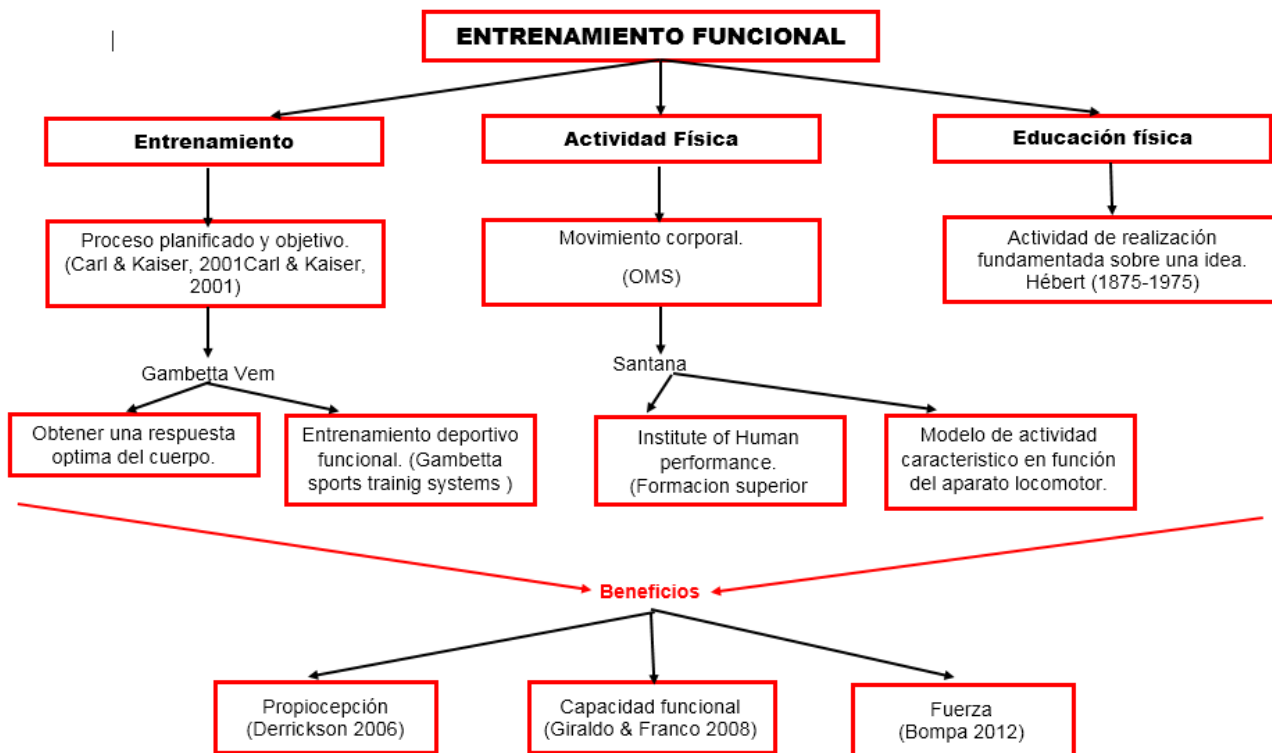 ENTRENAMIENTO FUNCIONAL
Entrenamiento
Actividad Física
Educación física
Proceso planificado y objetivo.
(Carl & Kaiser, 2001Carl & Kaiser,
2001)
Movimiento corporal.
(OMS)
Actividad de realización
fundamentada sobre una idea.
Hébert (1875-1975)
Gambetta Vem
Santana
Obtener una respuesta
optima del cuerpo.
Entrenamiento deportivo
funcional. (Gambetta
sports trainig systems )
Institute of Human
performance.
(Formacion superior
Modelo de actividad
caracteristico en función
del aparato locomotor.
Beneficios
Propiocepción
(Derrickson 2006)
Capacidad funcional
(Giraldo & Franco 2008)
Fuerza
(Bompa 2012)